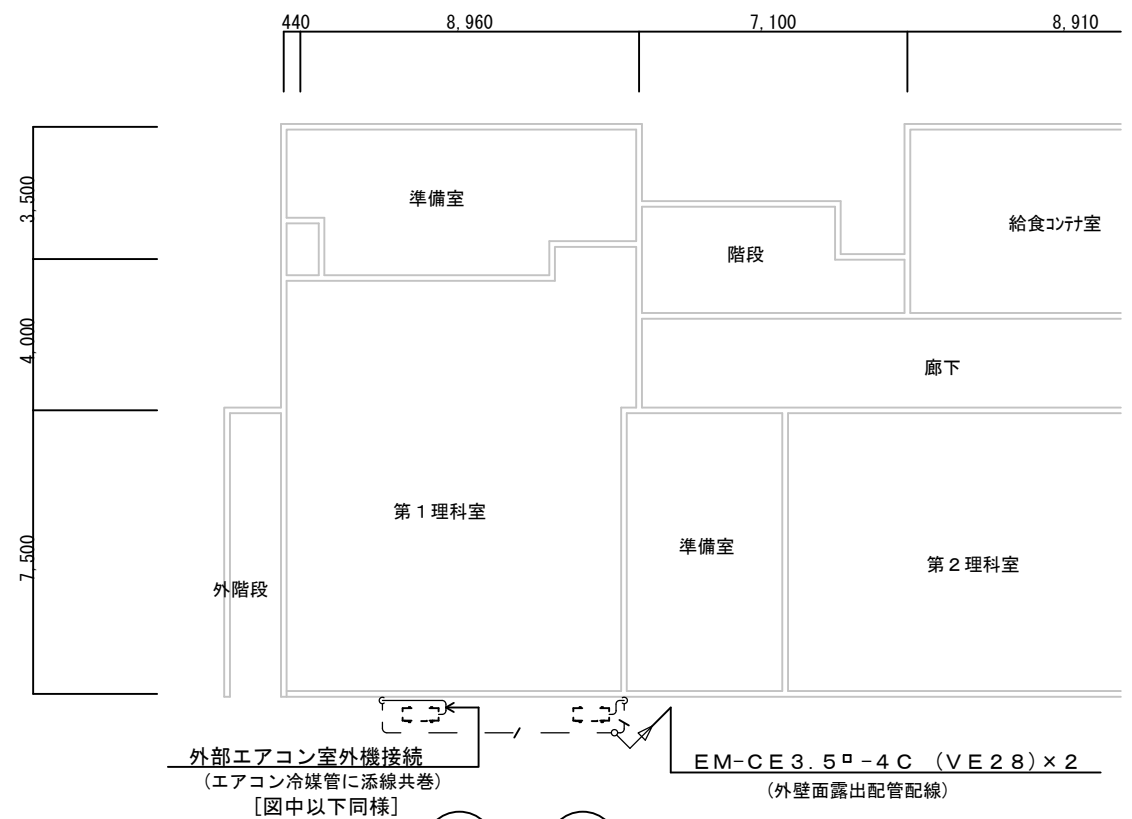 440
8,960
7,100
8,910
3,500
4,000
7,500
準備室
階段
給食ｺﾝﾃﾅ室
廊下
第１理科室
準備室
第２理科室
外階段
外部エアコン室外機接続
(エアコン冷媒管に添線共巻)
[図中以下同様]
ＥＭ-ＣＥ３.５□-４Ｃ （ＶＥ２８）×２
(外壁面露出配管配線)